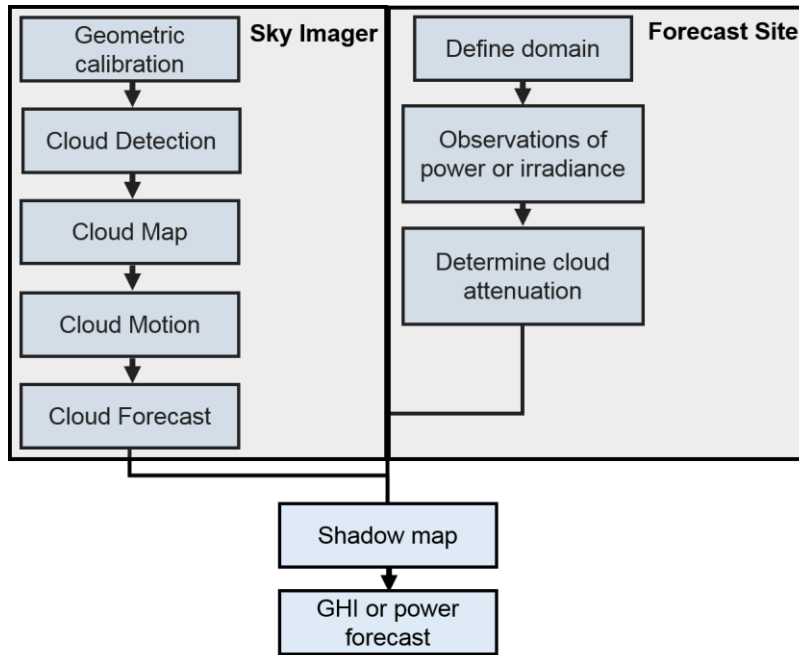 Sky Imager
Geometric
calibration
Cloud Detection
Cloud Map
Cloud Motion
Cloud Forecast
Forecast Site
Define domain
Observations of
power or irradiance
Determine cloud
attenuation
Shadow map
GHI or power
forecast